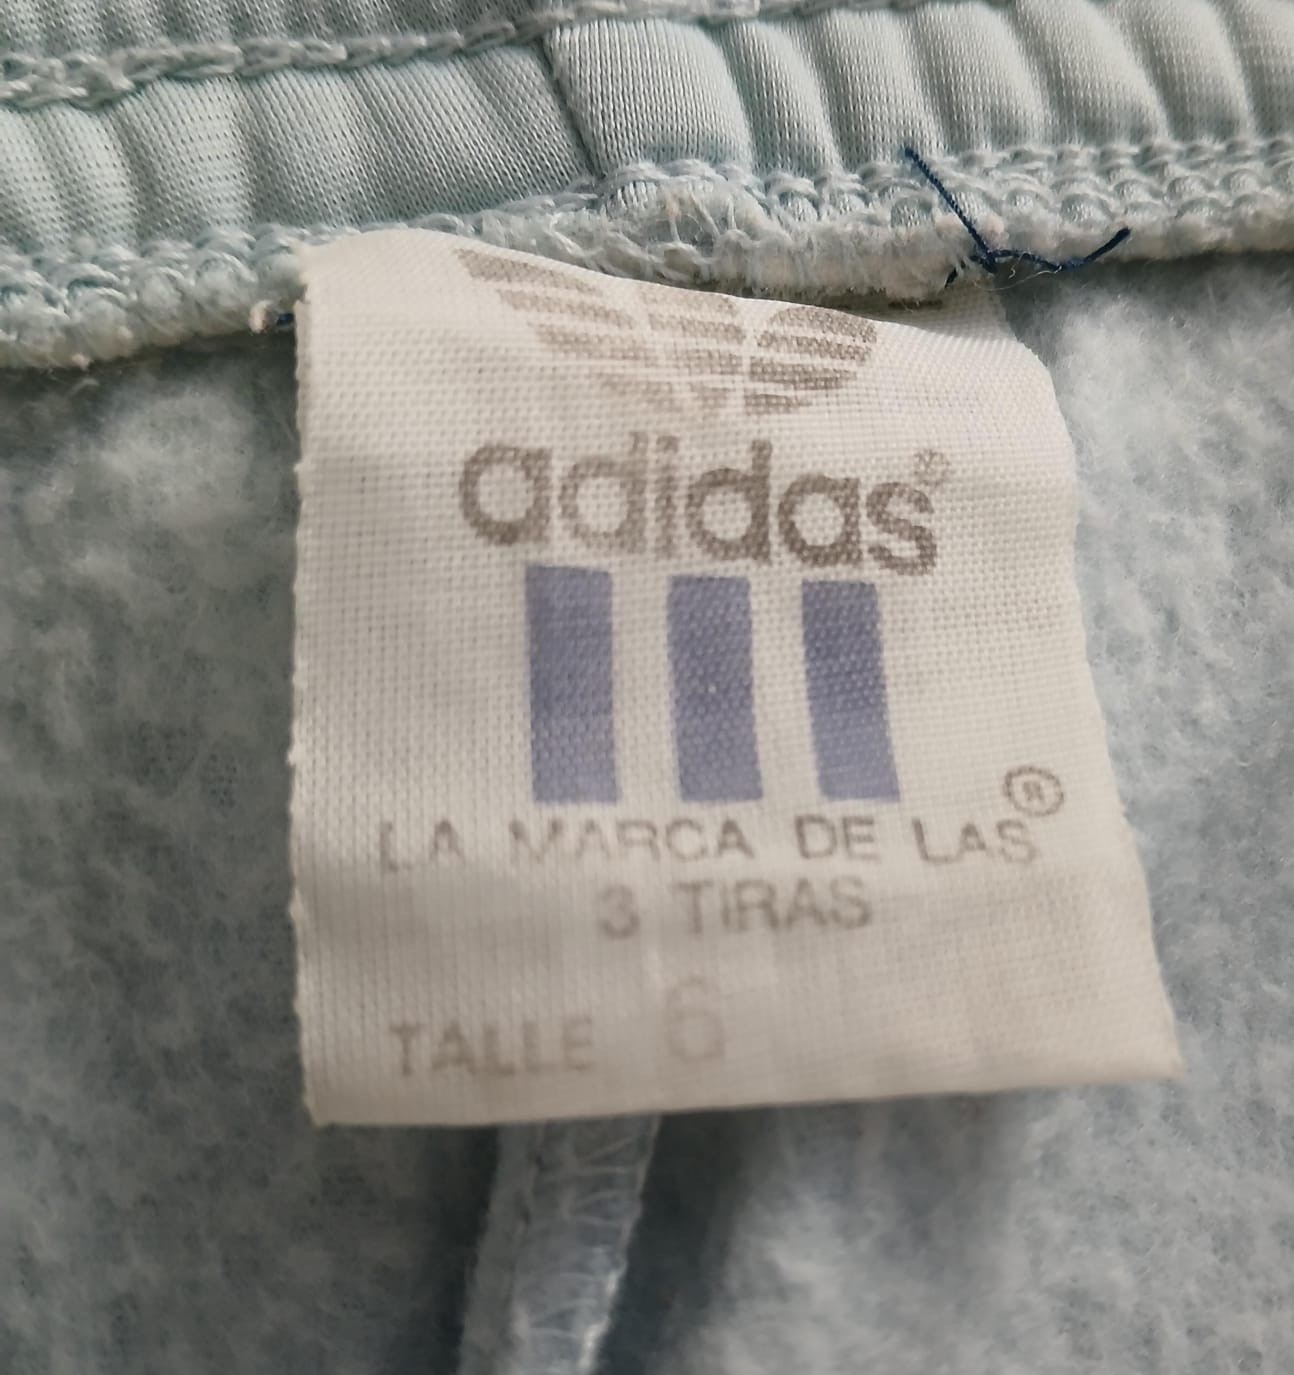 adidas®
LA MARCA DE LAS®
3 TIRAS
TALLE 6